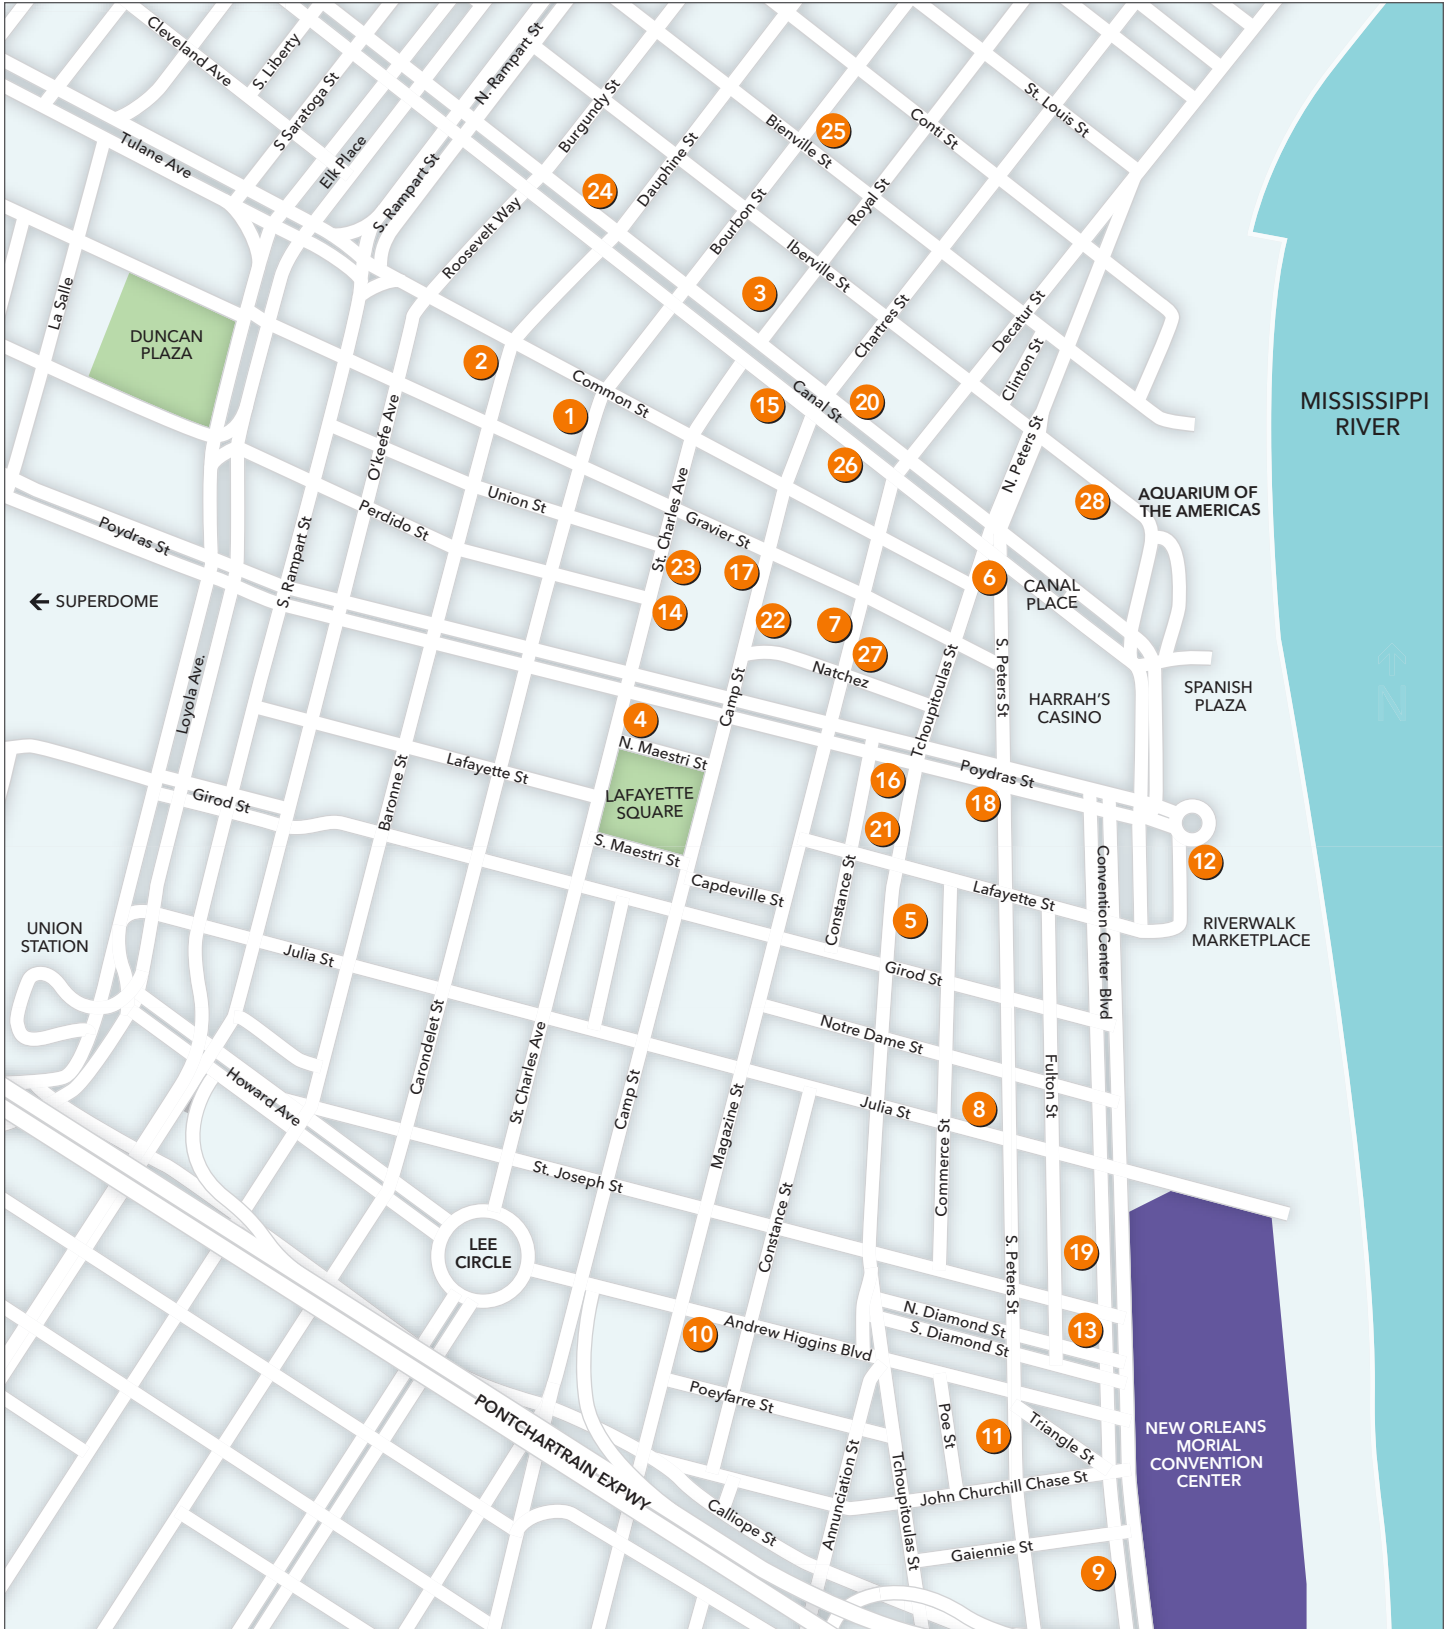 Cleveland Ave
S. Liberty
S Saratoga St
N. Rampart St
Tulane Ave
Elk Place
S. Rampart St
Burgundy St
Dauphine St
Roosevelt Way
Bienville St
Conti St
St. Louis St
25
24
Bourbon St
Royal St
Iberville St
3
La Salle
DUNCAN
PLAZA
Chartres St
Decatur St
Clinton St
2
Common St
1
15
Canal St
20
O'keefe Ave
MISSISSIPPI
RIVER
26
N. Peters St
28
AQUARIUM OF
THE AMERICAS
St. Charles Ave
Union St
Perdido St
Gravier St
Poydras St
S. Rampart St
23
17
6
CANAL
PLACE
SUPERDOME
14
22
7
27
Natchez
Tchoupitoulas St
S. Peters St
N
Loyola Ave.
Camp St
HARRAH'S
CASINO
SPANISH
PLAZA
4
N. Maestri St
Lafayette St
Baronne St
Girod St
LAFAYETTE
SQUARE
16
Poydras St
18
21
12
S. Maestri St
Capdeville St
Constance St
Lafayette St
Convention Center Blvd
5
UNION
STATION
RIVERWALK
MARKETPLACE
Julia St
Girod St
Carondelet St
St. Charles Ave
Notre Dame St
Howard Ave
Camp St
Magazine St
Julia St
8
Fulton St
Commerce St
St. Joseph St
Constance St
LEE
CIRCLE
S. Peters St
19
N. Diamond St
S. Diamond St
13
10
Andrew Higgins Blvd
Poeyfarre St
Poe St
11
Triangle St
NEW ORLEANS
MORIAL
CONVENTION
CENTER
PONTCHARTRAIN EXPWY
Annunciation St
Tchoupitoulas St
John Churchill Chase St
Calliope St
Gaiennie St
9